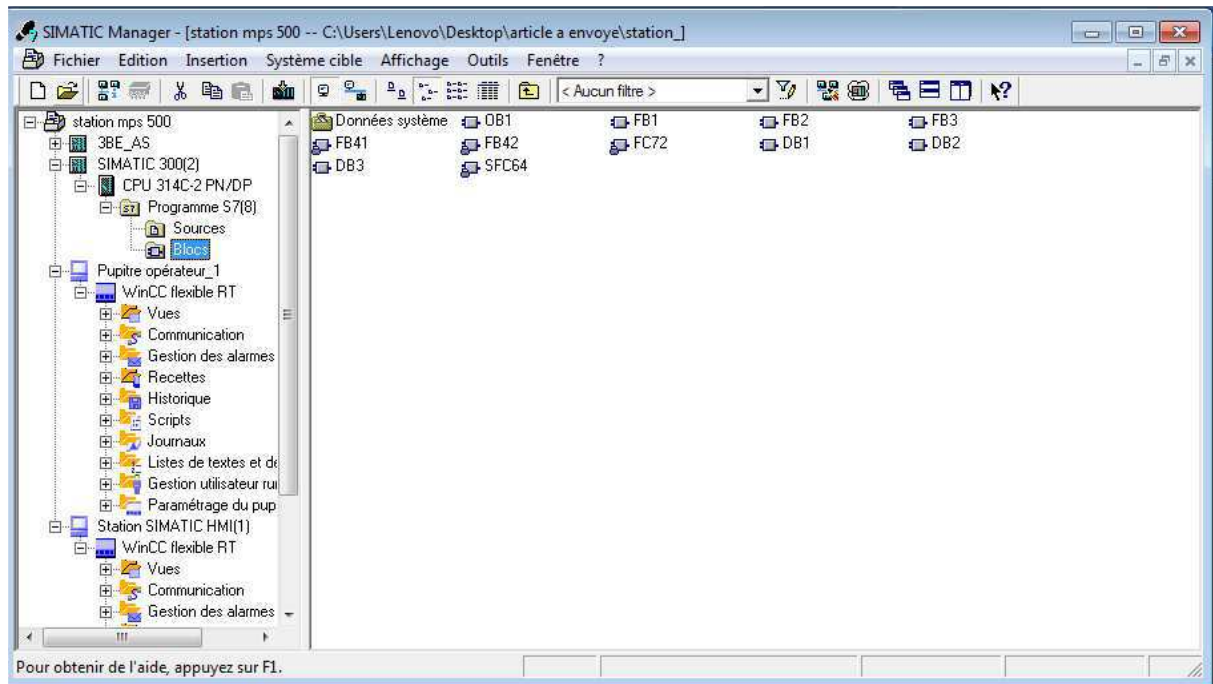 SIMATIC Manager - [station mps 500 -- C:\Users\Lenovo\Desktop\article a envoye\station_]
Fichier Edition Insertion Système cible Affichage Outils Fenêtre ?
< Aucun filtre >
station mps 500
3BE_AS
SIMATIC 300(2)
CPU 314C-2 PN/DP
Programme S7(8)
Sources
Blocs
Pupitre opérateur_1
WinCC flexible RT
Vues
Communication
Gestion des alarmes
Recettes
Historique
Scripts
Journaux
Listes de textes et de
Gestion utilisateur rui
Paramétrage du pup
Station SIMATIC HMI(1)
WinCC flexible RT
Vues
Communication
Gestion des alarmes
Données système OB1 FB1 FB2 FB3
FB41 FB42 FC72 DB1 DB2
DB3 SFC64
Pour obtenir de l'aide, appuyez sur F1.